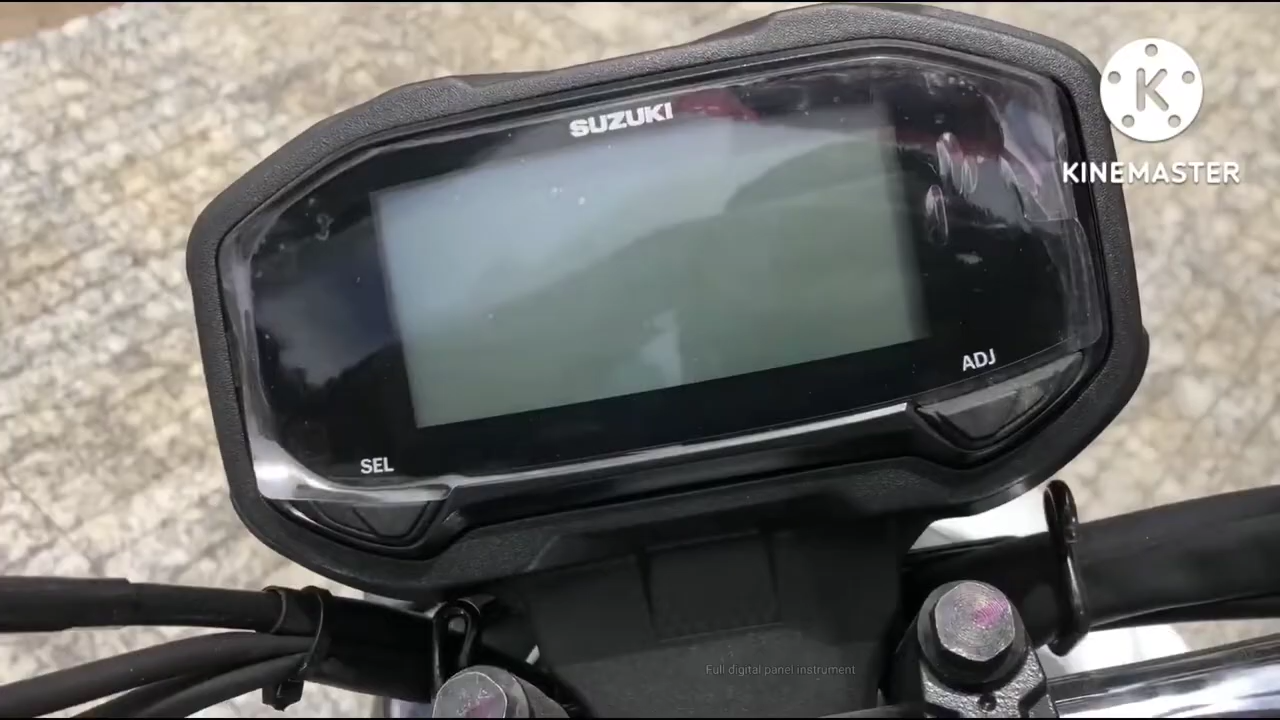 SUZUKI
K
KINEMASTER
ADJ
SEL
Full digital panel instrument